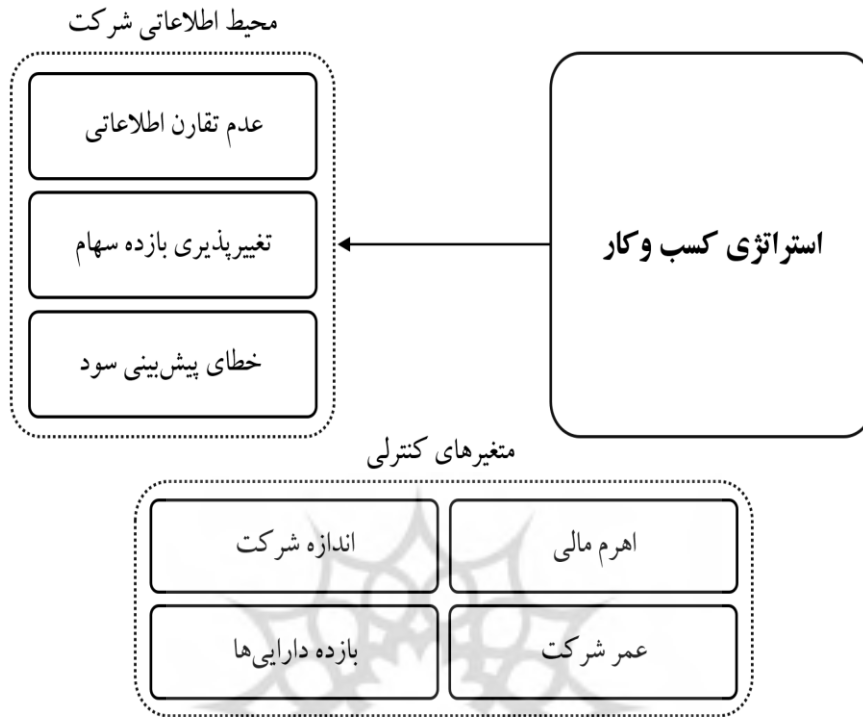 محیط اطلاعاتی شرکت
عدم تقارن اطلاعاتی
تغییرپذیری بازده سهام
خطای پیش‌بینی سود
استراتژی کسب وکار
متغیرهای کنترلی
اهرم مالی
اندازه شرکت
عمر شرکت
بازده دارایی‌ها